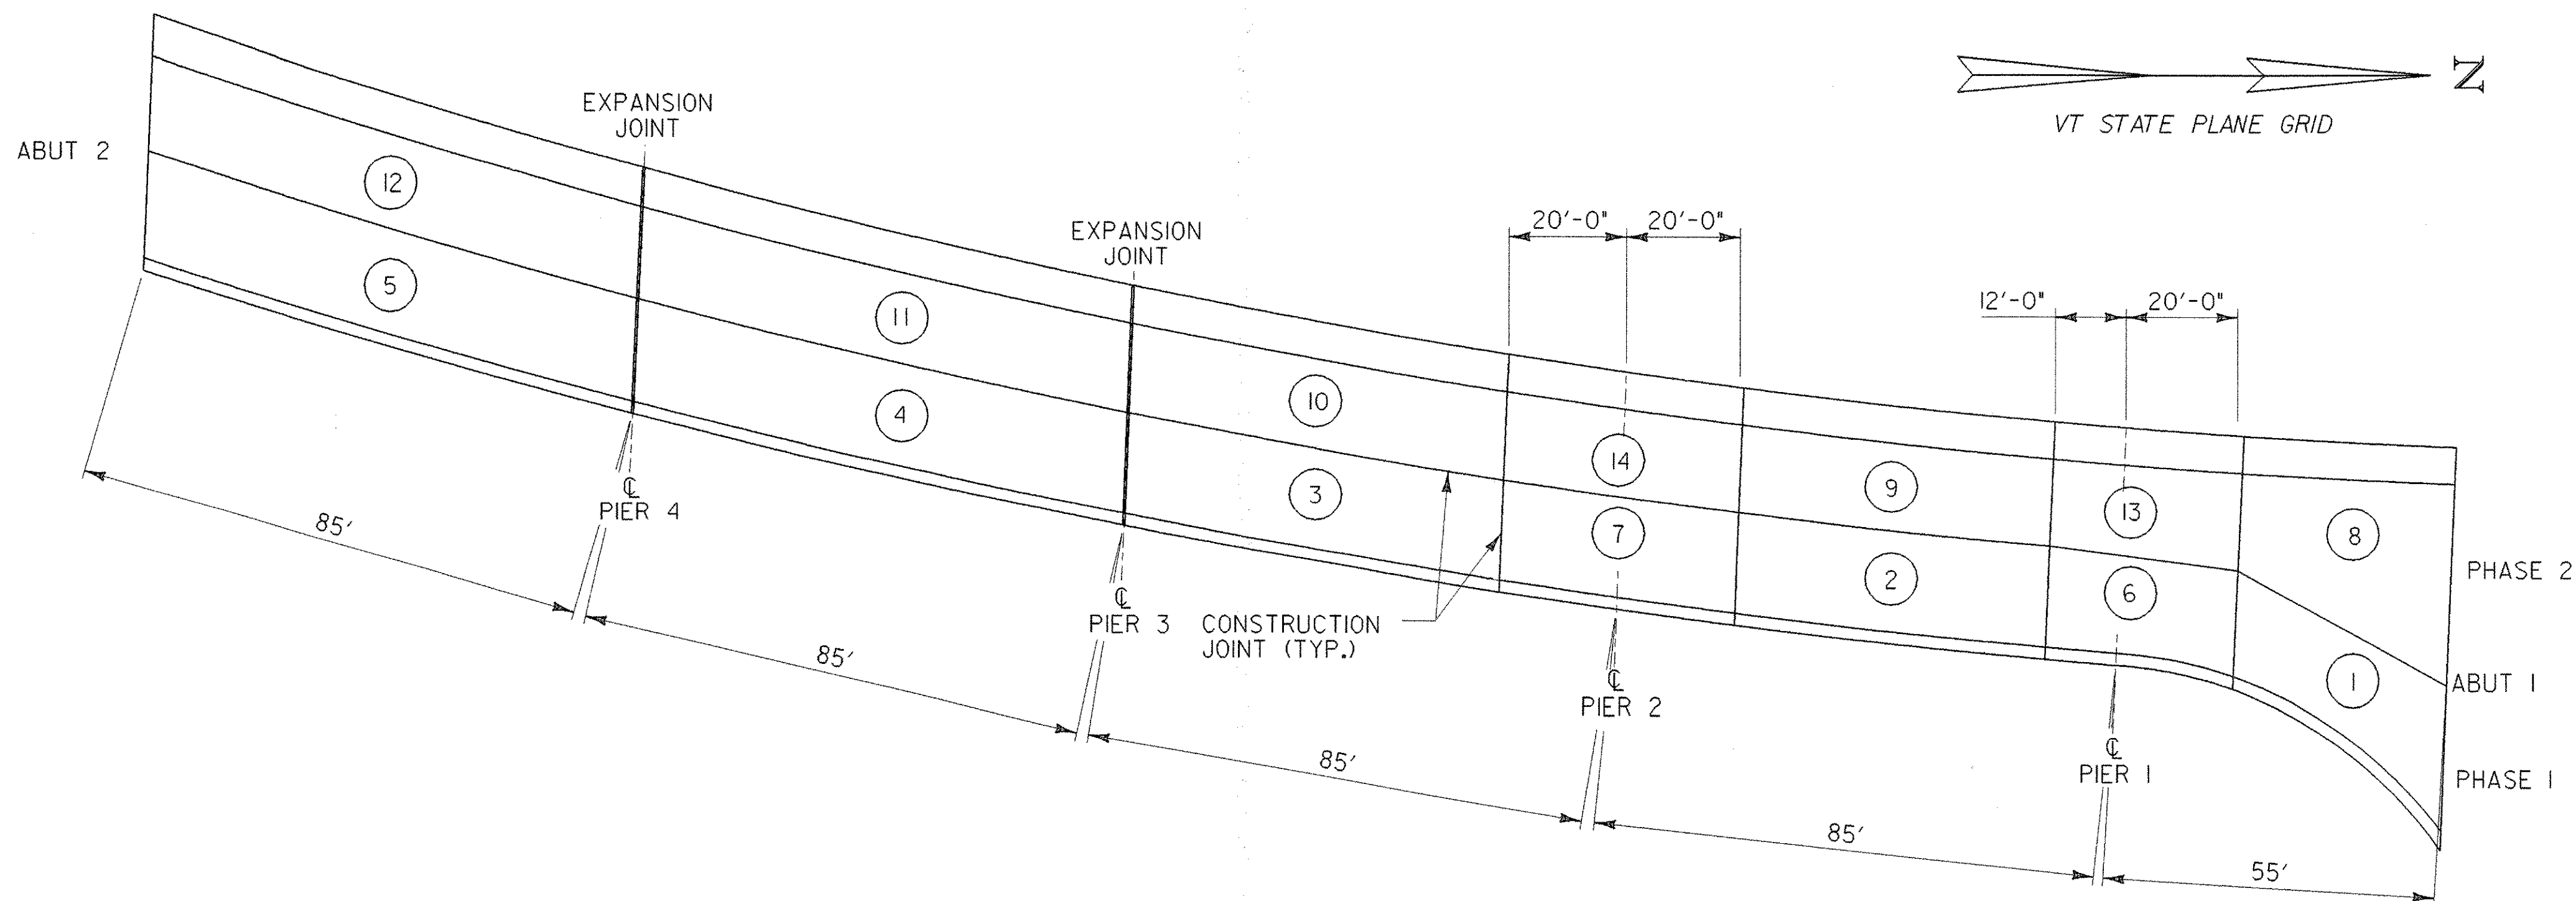 N
VT STATE PLANE GRID
EXPANSION
JOINT
ABUT 2
12
5
EXPANSION
JOINT
11
4
20'-0"
20'-0"
12'-0"
20'-0"
10
3
14
7
9
2
13
6
8
1
PHASE 2
ABUT 1
PHASE 1
℄
PIER 4
℄
PIER 3
CONSTRUCTION
JOINT (TYP.)
℄
PIER 2
℄
PIER 1
85'
85'
85'
85'
55'